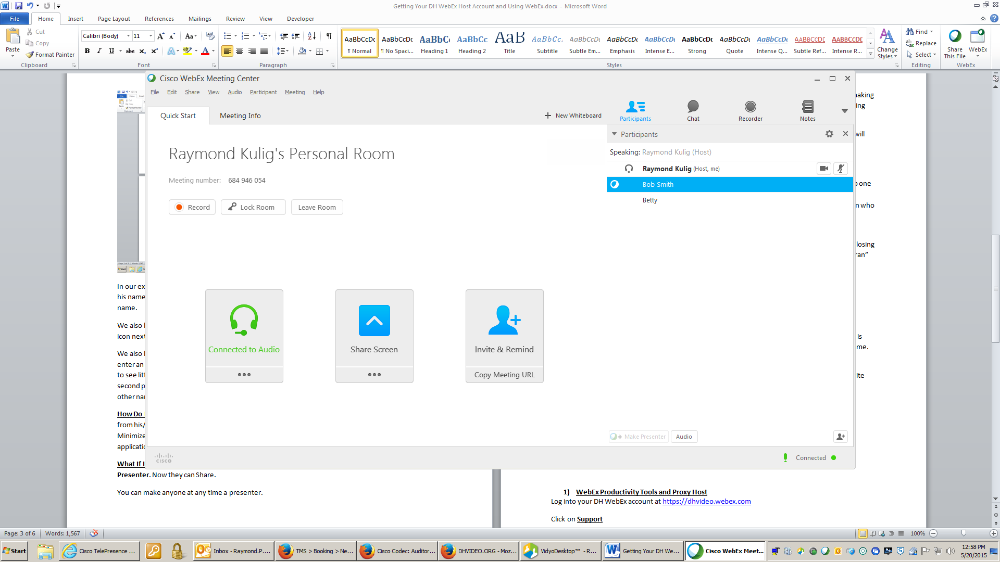 Getting Your DH WebEx Host Account and Using WebEx.docx - Microsoft Word
File Home Insert Page Layout References Mailings Review View Developer
Paste
Cut
Copy
Format Painter
Clipboard
Calibri (Body) 11
Font
Paragraph
AaBbCcDc AaBbCcDc AaBbC AaBbCc AaB AaBbCc. AaBbCcDc AaBbCcDc AaBbCcDc AaBbCcDc AaBbCcDc AaBbCcDc AaBbCcDc AaBbCcDc
¶ Normal ¶ No Spaci... Heading 1 Heading 2 Title Subtitle Subtle Em... Emphasis Intense E... Strong Quote Intense Q... Subtle Ref... Intense R...
Styles
Change Styles
Find
Replace
Select
Editing
Share This File
WebEx
WebEx
Cisco WebEx Meeting Center
File Edit Share View Audio Participant Meeting Help
Quick Start Meeting Info
New Whiteboard
Participants Chat Recorder Notes
Participants
Speaking: Raymond Kulig (Host)
Raymond Kulig (Host, me)
Bob Smith
Betty
Raymond Kulig's Personal Room
Meeting number: 684 946 054
Record Lock Room Leave Room
Connected to Audio
Share Screen
Invite & Remind
Copy Meeting URL
Make Presenter Audio
cisco
Connected
In our ex
his name
name.
We also
icon next
We also
enter an
to see litt
second p
other na
How Do
from his/
Minimize
applicatio
What If I
Presenter. Now they can Share.
You can make anyone at any time a presenter.
making
ing
will
one
n who
losing
ran”
is
me.
ite
1) WebEx Productivity Tools and Proxy Host
Log into your DH WebEx account at https://dhvideo.webex.com
Click on Support
Page: 3 of 6 Words: 1,567 100%
Start
Cisco TelePresence ...
Inbox - Raymond.P....
TMS > Booking > Ne...
Cisco Codec: Auditor...
DHVIDEO.ORG - Moz...
VidyoDesktop™ - R...
Getting Your DH We...
Cisco WebEx Meet...
12:58 PM
5/20/2015